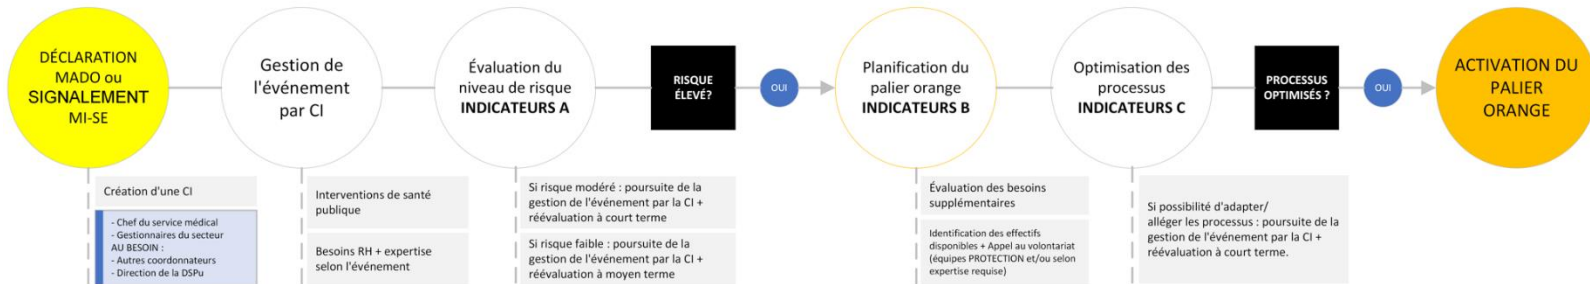 DÉCLARATION
MADO ou
SIGNALEMENT
MI-SE
Gestion de
l'événement
par CI
Évaluation du
niveau de risque
INDICATEURS A
RISQUE
ÉLEVÉ?
OUI
Planification du
palier orange
INDICATEURS B
Optimisation des
processus
INDICATEURS C
PROCESSUS
OPTIMISÉS ?
OUI
ACTIVATION DU
PALIER
ORANGE
Création d'une CI
- Chef du service médical
- Gestionnaires du secteur
AU BESOIN :
- Autres coordonnateurs
- Direction de la DSPu
Interventions de santé
publique
Besoins RH + expertise
selon l'événement
Si risque modéré : poursuite de la
gestion de l'événement par la CI +
réévaluation à court terme
Si risque faible : poursuite de la
gestion de l'événement par la CI +
réévaluation à moyen terme
Évaluation des besoins
supplémentaires
Identification des effectifs
disponibles + Appel au volontariat
(équipes PROTECTION et/ou selon
expertise requise)
Si possibilité d'adapter/
alléger les processus : poursuite de la
gestion de l'événement par la CI +
réévaluation à court terme.